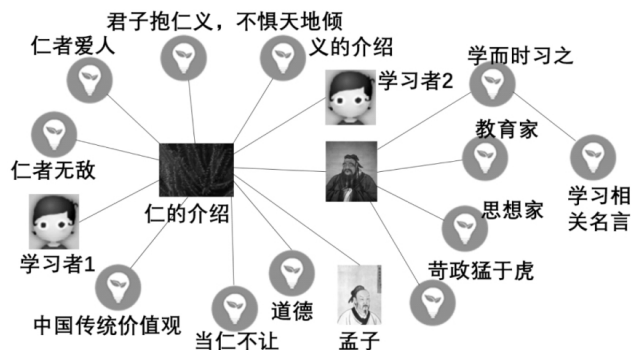 君子抱仁义，不惧天地倾
仁者爱人
义的介绍
学而时习之
学习者2
教育家
仁者无敌
学习相
关名言
仁的介绍
思想家
学习者1
苛政猛于虎
道德
中国传统价值观
当仁不让
孟子